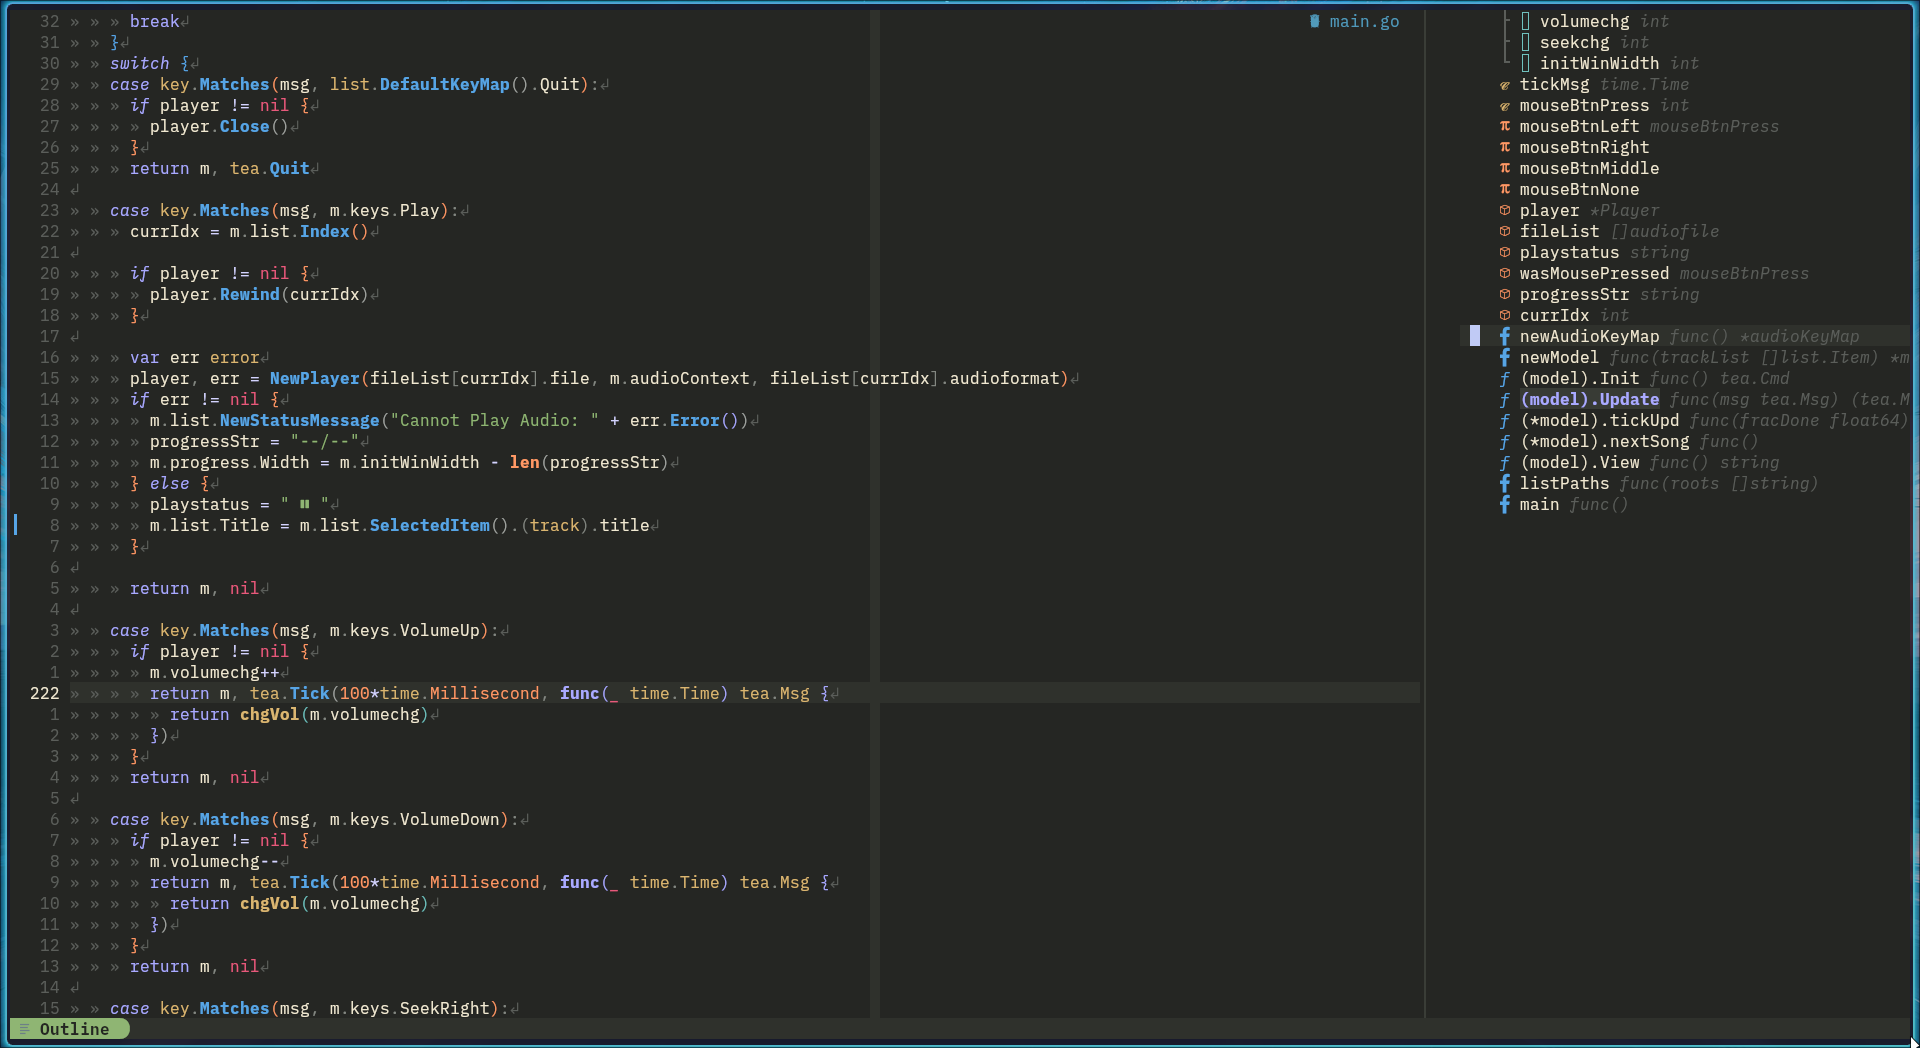 main.go
32 » » » break↲
31 » » }↲
30 » » switch {↲
29 » » case key.Matches(msg, list.DefaultKeyMap().Quit):↲
28 » » » if player != nil {↲
27 » » » » player.Close()↲
26 » » » }↲
25 » » » return m, tea.Quit↲
24 ↲
23 » » case key.Matches(msg, m.keys.Play):↲
22 » » » currIdx = m.list.Index()↲
21 ↲
20 » » » if player != nil {↲
19 » » » » player.Rewind(currIdx)↲
18 » » » }↲
17 ↲
16 » » » var err error↲
15 » » » player, err = NewPlayer(fileList[currIdx].file, m.audioContext, fileList[currIdx].audioformat)↲
14 » » » if err != nil {↲
13 » » » » m.list.NewStatusMessage("Cannot Play Audio: " + err.Error())↲
12 » » » » progressStr = "--/--"↲
11 » » » » m.progress.Width = m.initWinWidth - len(progressStr)↲
10 » » » } else {↲
9 » » » » playstatus = " ⏸ "↲
8 » » » » m.list.Title = m.list.SelectedItem().(track).title↲
7 » » » }↲
6 ↲
5 » » » return m, nil↲
4 ↲
3 » » case key.Matches(msg, m.keys.VolumeUp):↲
2 » » » if player != nil {↲
1 » » » » m.volumechg++↲
222 » » » » return m, tea.Tick(100*time.Millisecond, func(_ time.Time) tea.Msg {↲
1 » » » » » return chgVol(m.volumechg)↲
2 » » » » })↲
3 » » » }↲
4 » » » return m, nil↲
5 ↲
6 » » case key.Matches(msg, m.keys.VolumeDown):↲
7 » » » if player != nil {↲
8 » » » » m.volumechg--↲
9 » » » » return m, tea.Tick(100*time.Millisecond, func(_ time.Time) tea.Msg {↲
10 » » » » » return chgVol(m.volumechg)↲
11 » » » » })↲
12 » » » }↲
13 » » » return m, nil↲
14 ↲
15 » » case key.Matches(msg, m.keys.SeekRight):↲
volumechg int
seekchg int
initWinWidth int
tickMsg time.Time
mouseBtnPress int
π mouseBtnLeft mouseBtnPress
π mouseBtnRight
π mouseBtnMiddle
π mouseBtnNone
player *Player
fileList []audiofile
playstatus string
wasMousePressed mouseBtnPress
progressStr string
currIdx int
f newAudioKeyMap func() *audioKeyMap
f newModel func(trackList []list.Item) *m
ƒ (model).Init func() tea.Cmd
ƒ (model).Update func(msg tea.Msg) (tea.M
ƒ (*model).tickUpd func(fracDone float64)
ƒ (*model).nextSong func()
ƒ (model).View func() string
f listPaths func(roots []string)
f main func()
Outline